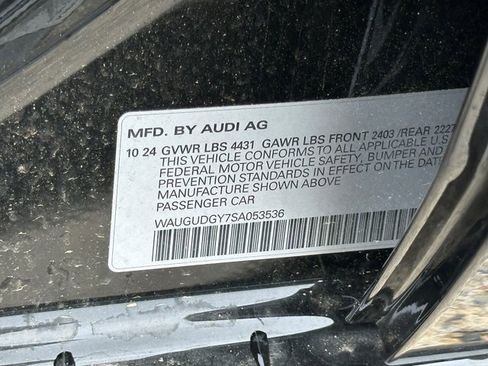 MFD. BY AUDI AG
10 24 GVWR LBS 4431 GAWR LBS FRONT 2403 /REAR 2227
THIS VEHICLE CONFORMS TO ALL APPLICABLE U.S
FEDERAL MOTOR VEHICLE SAFETY, BUMPER AND
PREVENTION STANDARDS IN EFFECT ON THE DA
MANUFACTURE SHOWN ABOVE
PASSENGER CAR
WAUGUDGY7SA053536